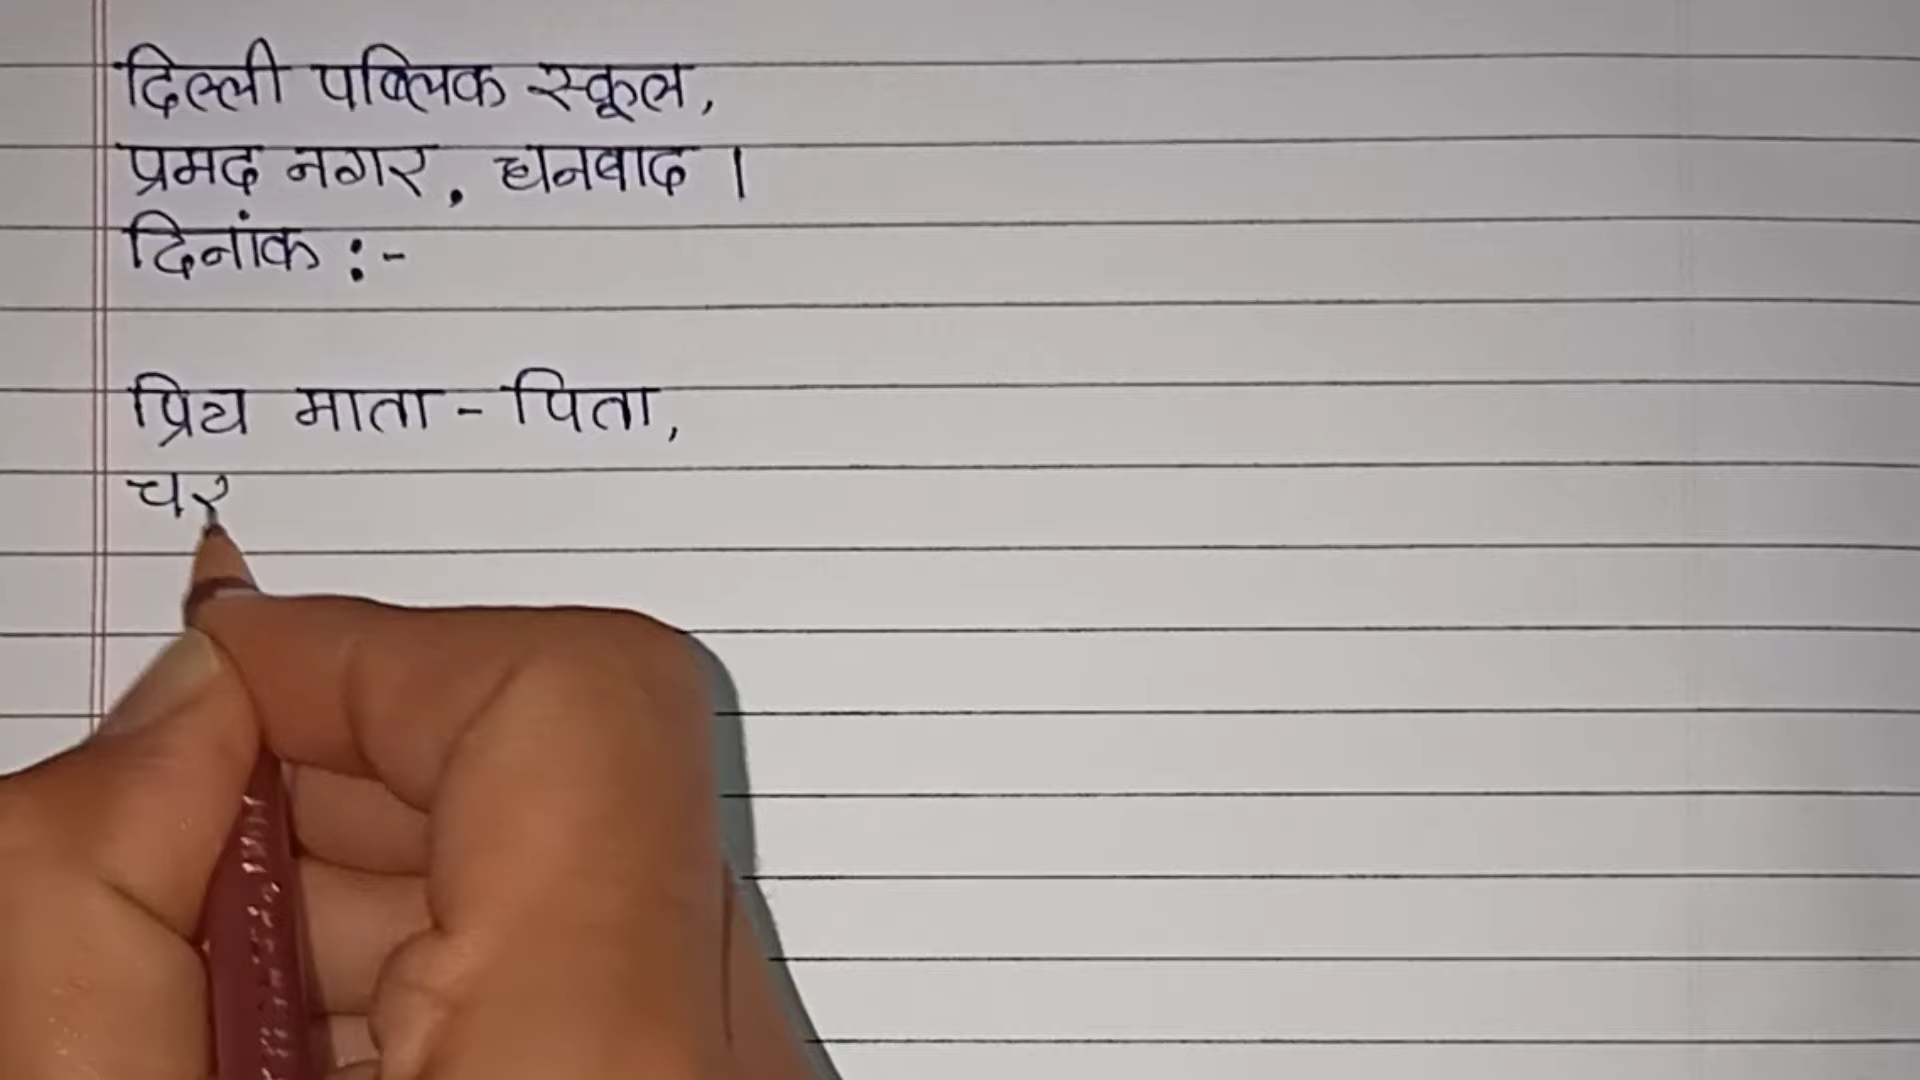 दिल्ली पब्लिक स्कूल,
प्रमद नगर, धनबाद ।
दिनांक :-
प्रिय माता - पिता,
चर